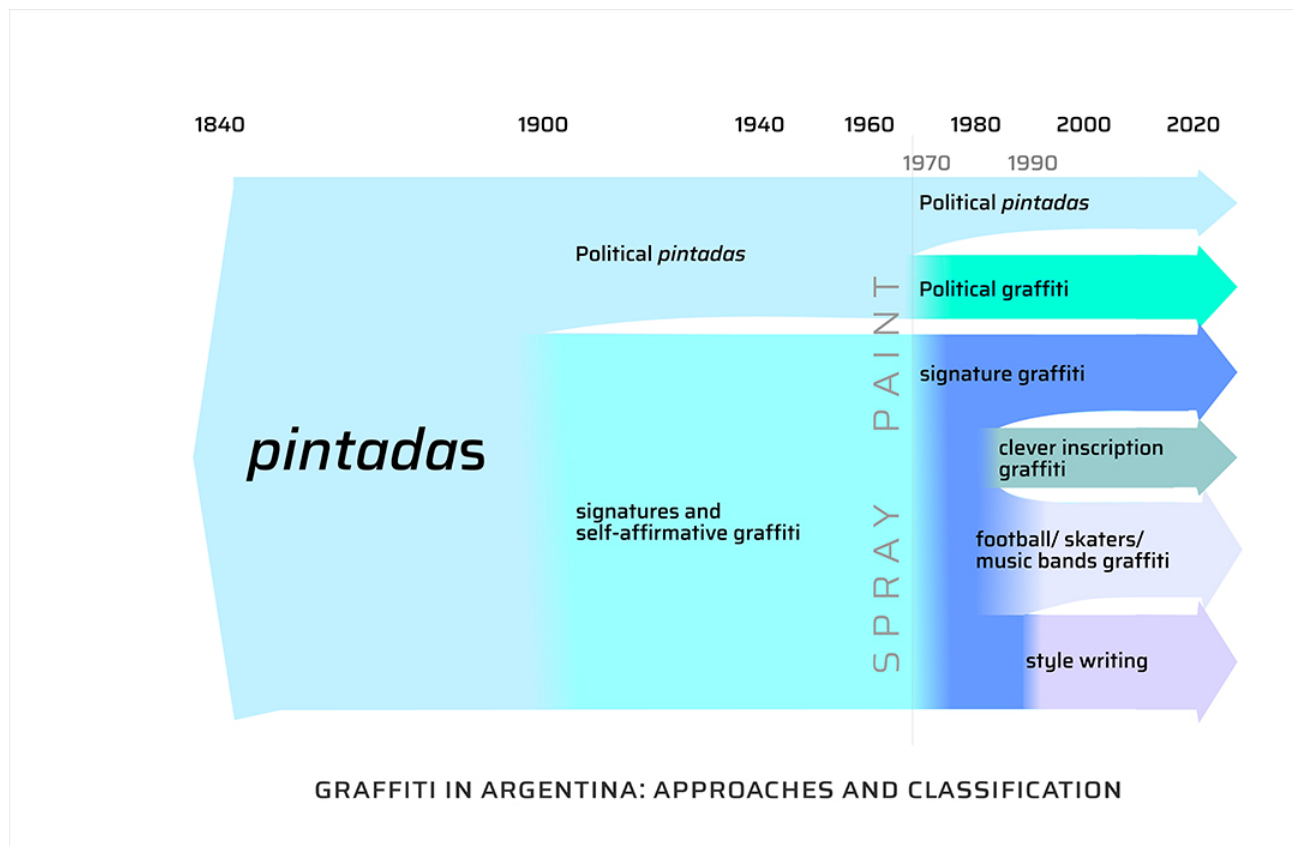 1840 1900 1940 1960 1980 2000 2020
1970 1990
Political pintadas
Political pintadas
Political graffiti
SPRAY PAINT
signature graffiti
pintadas
clever inscription
graffiti
signatures and
self-affirmative graffiti
football/ skaters/
music bands graffiti
style writing
GRAFFITI IN ARGENTINA: APPROACHES AND CLASSIFICATION